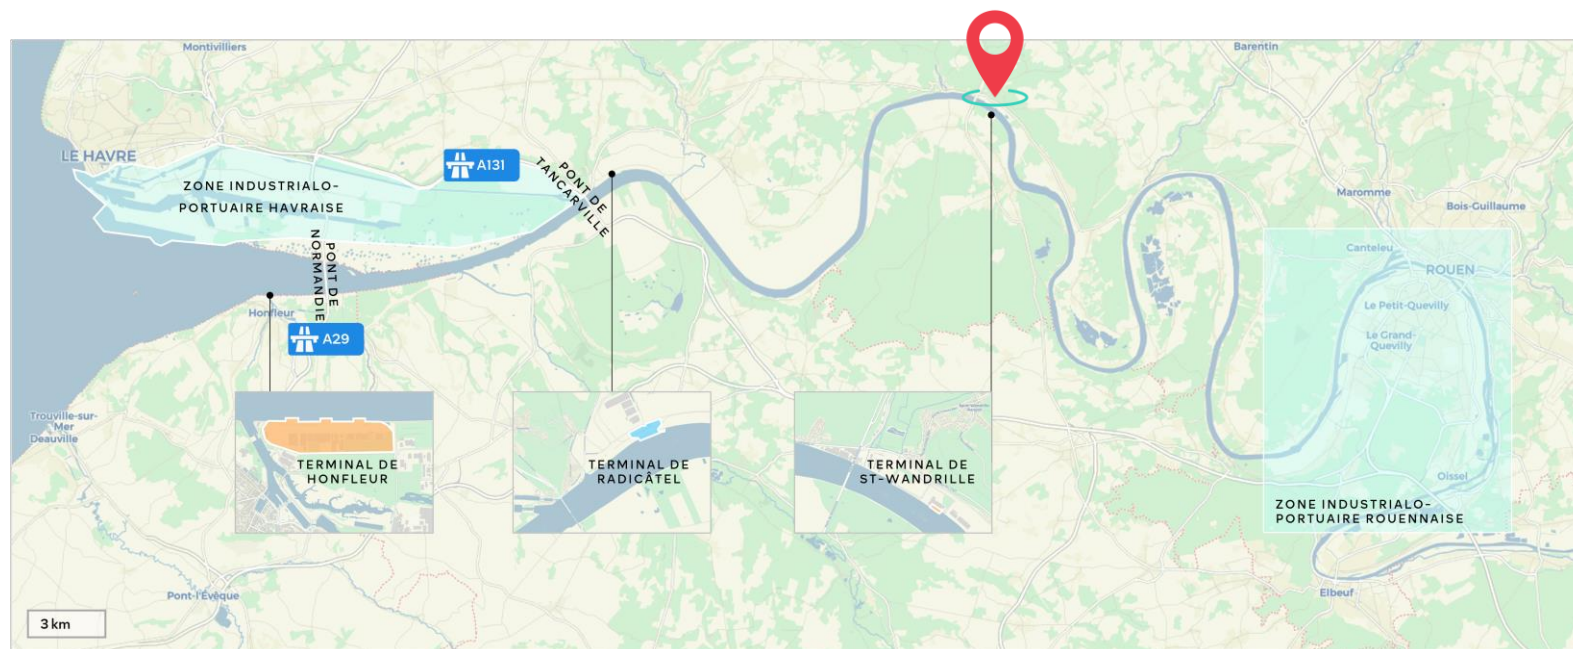 Montivilliers
Barentin
LE HAVRE
A131
PONT DE
TANCARVILLE
ZONE INDUSTRIALO-
PORTUAIRE HAVRAISE
Maromme
Bois-Guillaume
PONT DE
NORMANDIE
Canteleu
ROUEN
Honfleur
Le Petit-Quevilly
A29
Le Grand-
Quevilly
Trouville-sur-
Mer
Deauville
TERMINAL DE
HONFLEUR
TERMINAL DE
RADICÂTEL
TERMINAL DE
ST-WANDRILLE
Oissel
ZONE INDUSTRIALO-
PORTUAIRE ROUENNAISE
Pont-l'Évêque
Elbeuf
3 km